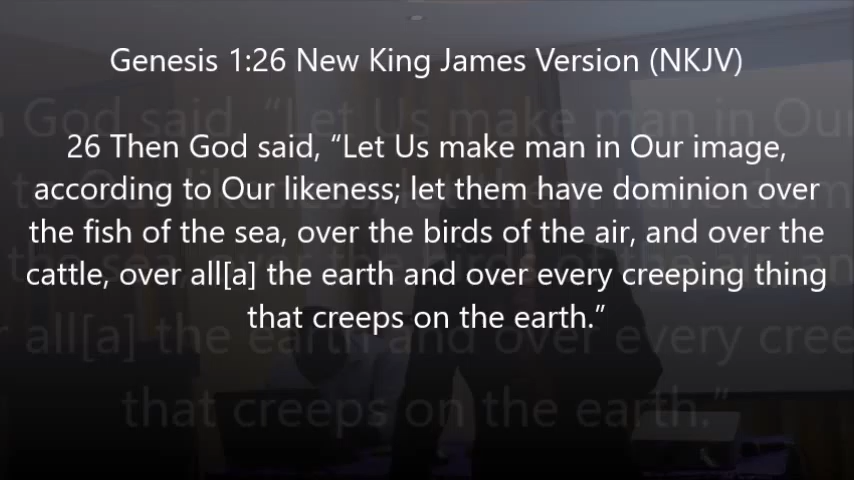 Genesis 1:26 New King James Version (NKJV)
26 Then God said, “Let Us make man in Our image,
according to Our likeness; let them have dominion over
the fish of the sea, over the birds of the air, and over the
cattle, over all[a] the earth and over every creeping thing
that creeps on the earth.”